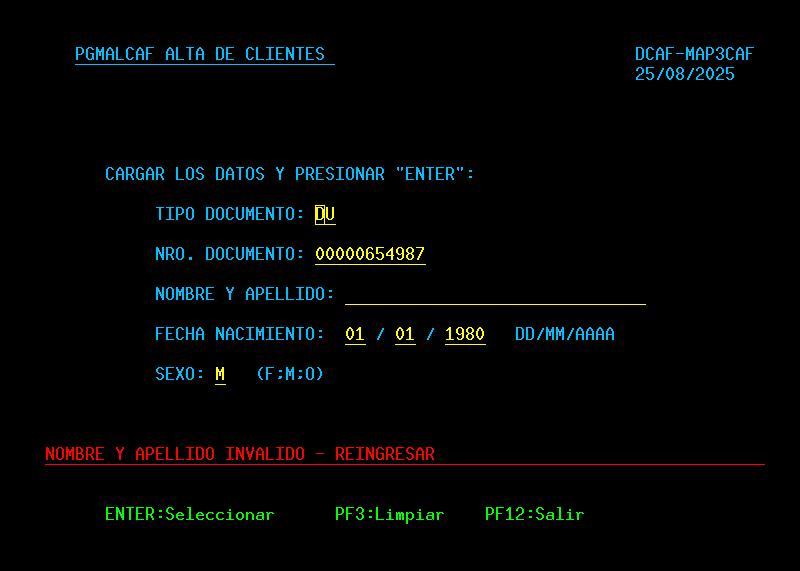 PGMALCAF ALTA DE CLIENTES DCAF-MAP3CAF
25/08/2025
CARGAR LOS DATOS Y PRESIONAR "ENTER":
TIPO DOCUMENTO: DU
NRO. DOCUMENTO: 00000654987
NOMBRE Y APELLIDO:
FECHA NACIMIENTO: 01 / 01 / 1980 DD/MM/AAAA
SEXO: M (F;M;O)
NOMBRE Y APELLIDO INVALIDO - REINGRESAR
ENTER:Seleccionar PF3:Limpiar PF12:Salir